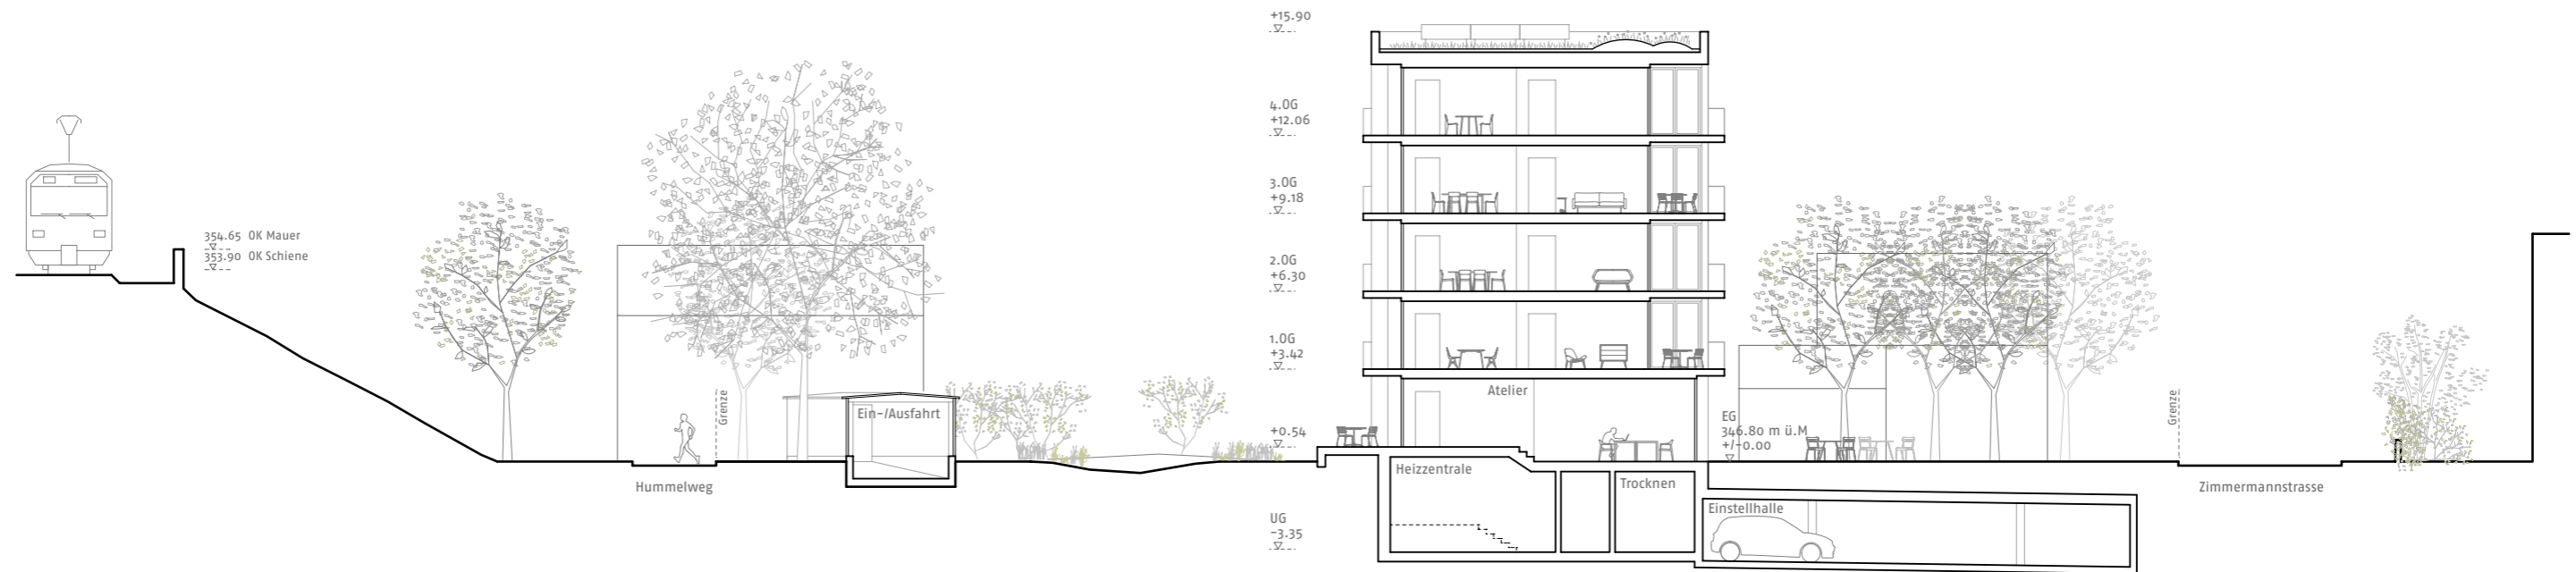 +15.90
4.OG
+12.06
3.OG
+9.18
354.65 OK Mauer
353.90 OK Schiene
2.OG
+6.30
1.OG
+3.42
Atelier
Grenze
Grenze
Ein-/Ausfahrt
EG
346.80 m ü.M
+/-0.00
+0.54
Heizzentrale
Trocknen
Hummelweg
Zimmermannstrasse
Einstellhalle
UG
-3.35